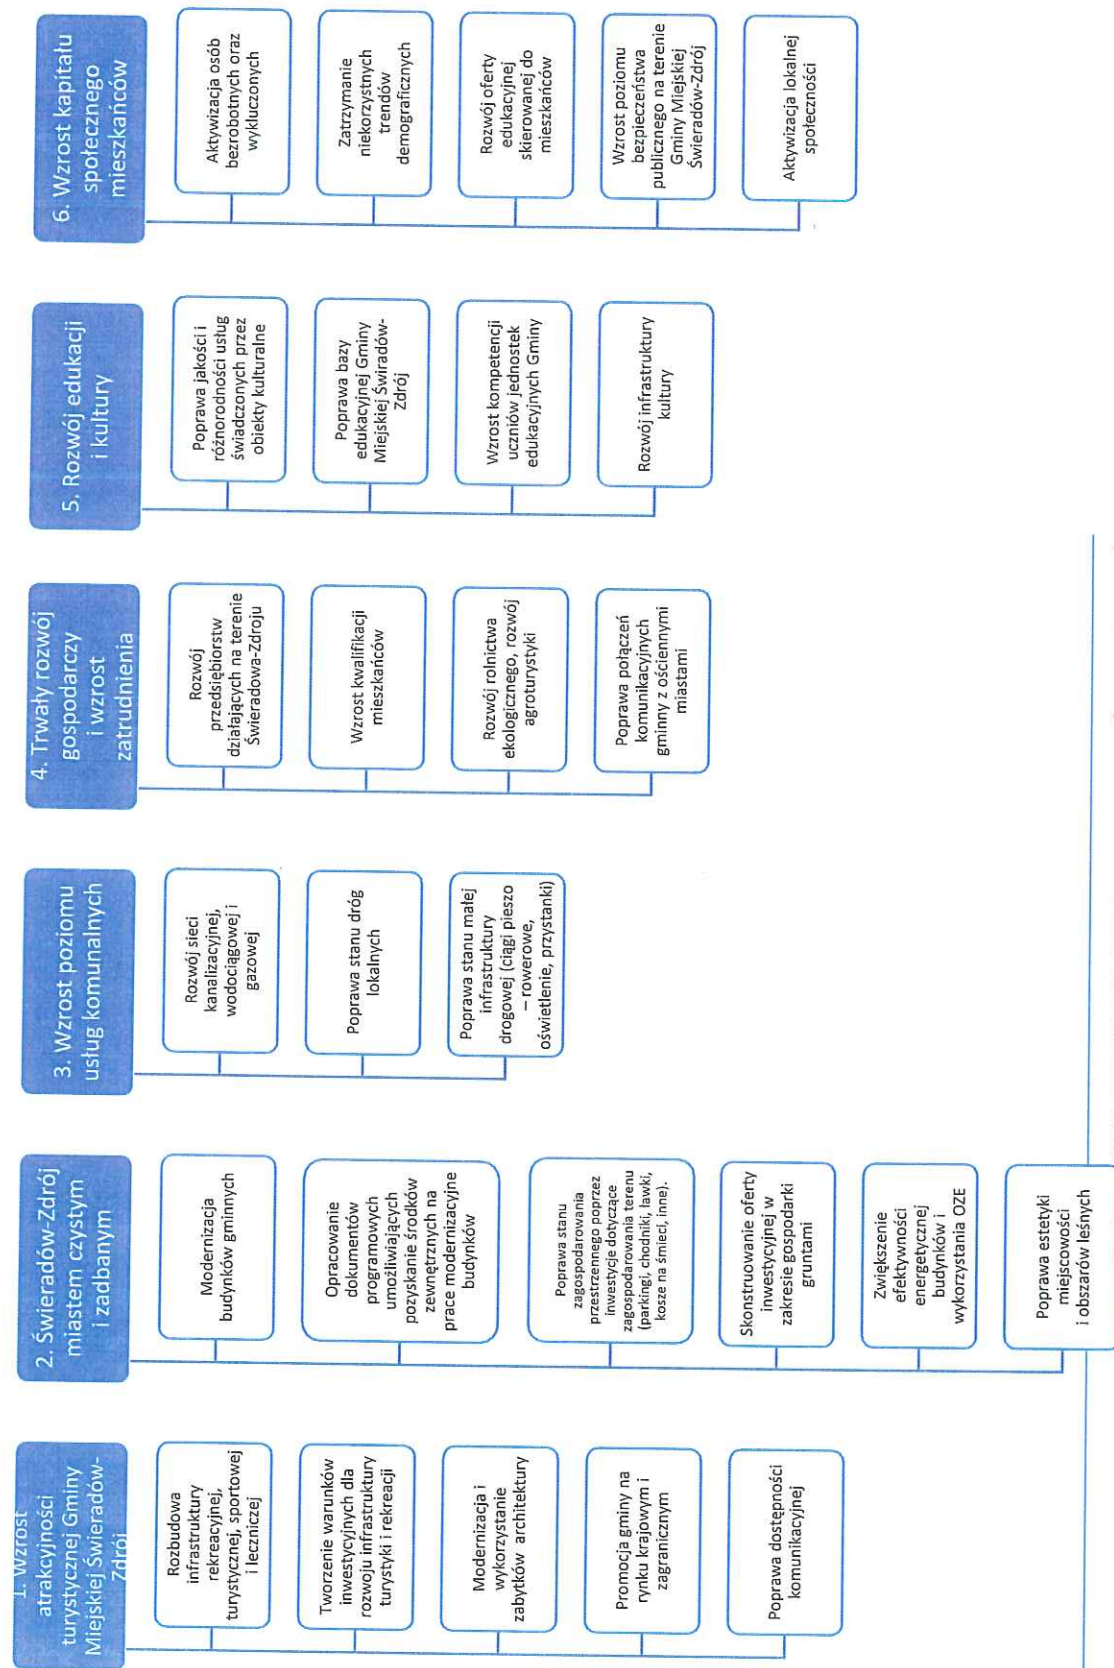 1. Wzrost
atrakcyjności
turystycznej Gminy
Miejskiej Świeradów-
Zdrój
Rozbudowa
infrastruktury
rekreacyjnej,
turystycznej, sportowej
i leczniczej
Tworzenie warunków
inwestycyjnych dla
rozwoju infrastruktury
turystyki i rekreacji
Modernizacja i
wykorzystanie
zabytków architektury
Promocja gminy na
rynku krajowym i
zagranicznym
Poprawa dostępności
komunikacyjnej
2. Świeradów-Zdrój
miastem czystym
i zadbanym
Modernizacja
budynków gminnych
Opracowanie
dokumentów
programowych
umożliwiających
pozyskanie środków
zewnętrznych na
prace modernizacyjne
budynków
Poprawa stanu
zagospodarowania
przestrzennego poprzez
inwestycje dotyczące
zagospodarowania terenu
(parkingi, chodniki, ławki,
kosze na śmieci, inne).
Skonstruowanie oferty
inwestycyjnej w
zakresie gospodarki
gruntami
Zwiększenie
efektywności
energetycznej
budynków i
wykorzystania OZE
Poprawa estetyki
miejscowości
i obszarów leśnych
3. Wzrost poziomu
usług komunalnych
Rozwój sieci
kanalizacyjnej,
wodociągowej i
gazowej
Poprawa stanu dróg
lokalnych
Poprawa stanu małej
infrastruktury
drogowej (ciągi pieszo
– rowerowe,
oświetlenie, przystanki)
4. Trwały rozwój
gospodarczy
i wzrost
zatrudnienia
Rozwój
przedsiębiorstw
działających na terenie
Świeradowa-Zdroju
Wzrost kwalifikacji
mieszkańców
Rozwój rolnictwa
ekologicznego, rozwój
agroturystyki
Poprawa połączeń
komunikacyjnych
gminny z ościennymi
miastami
5. Rozwój edukacji
i kultury
Poprawa jakości i
różnorodności usług
świadczonych przez
obiekty kulturalne
Poprawa bazy
edukacyjnej Gminy
Miejskiej Świradów-
Zdrój
Wzrost kompetencji
uczniów jednostek
edukacyjnych Gminy
Rozwój infrastruktury
kultury
6. Wzrost kapitału
społecznego
mieszkańców
Aktywizacja osób
bezrobotnych oraz
wykluczonych
Zatrzymanie
niekorzystnych
trendów
demograficznych
Rozwój oferty
edukacyjnej
skierowanej do
mieszkańców
Wzrost poziomu
bezpieczeństwa
publicznego na terenie
Gminy Miejskiej
Świeradów-Zdrój
Aktywizacja lokalnej
społeczności